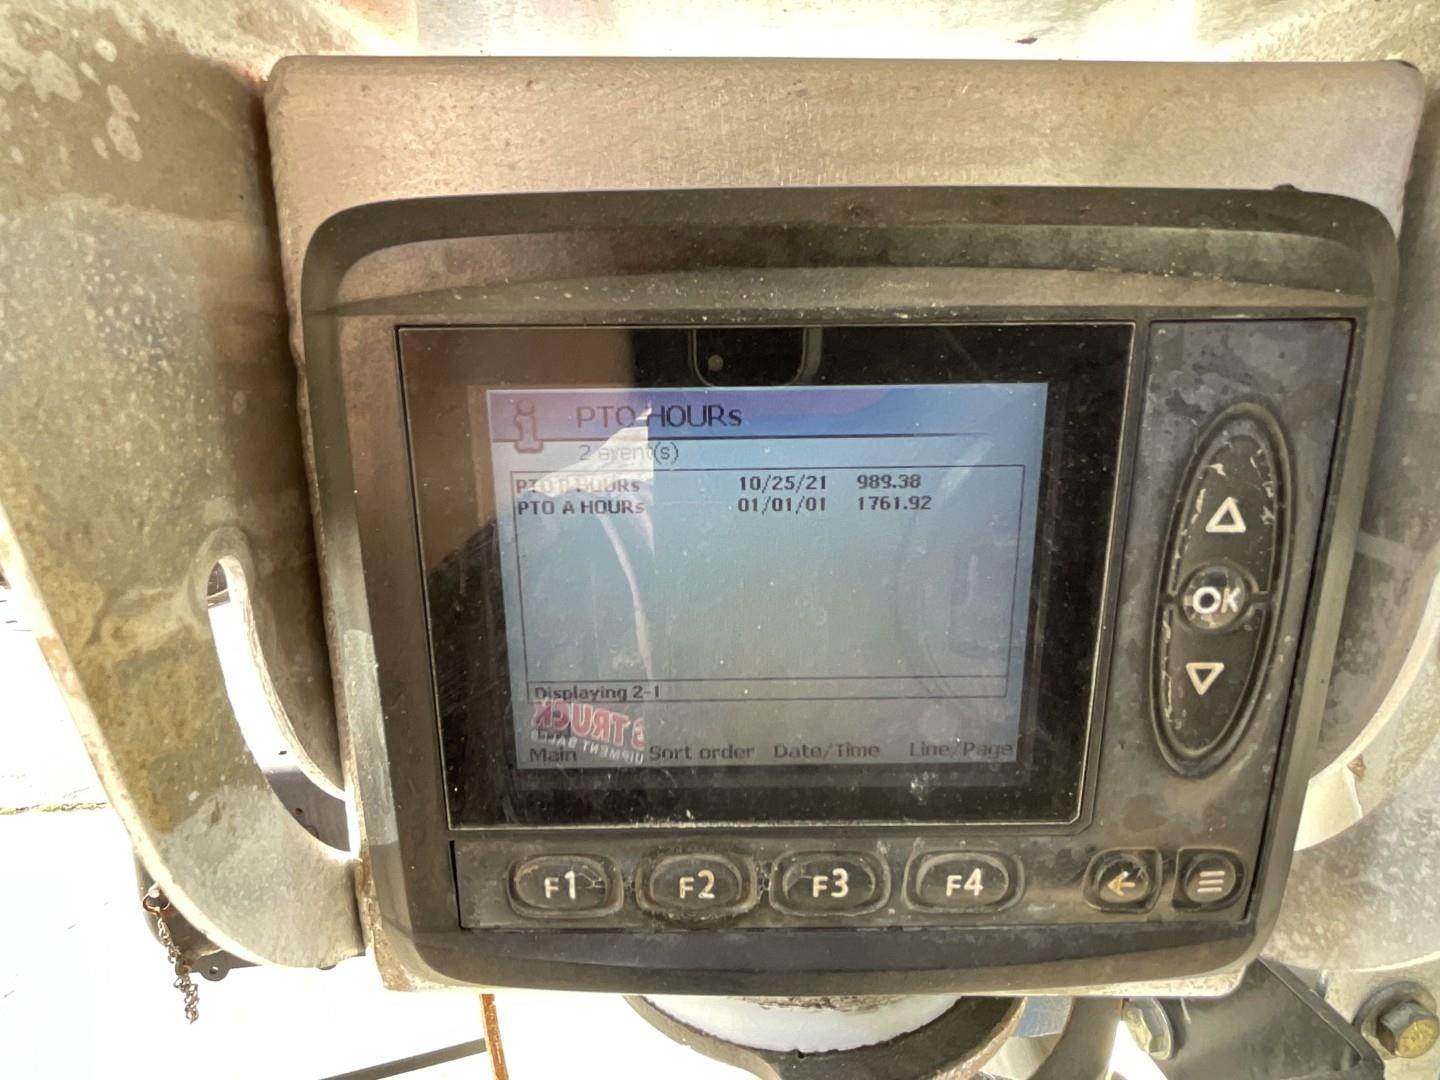 PTO HOURs
2 event(s)
PTO HOURs 10/25/21 989.38
PTO A HOURs 01/01/01 1761.92
Displaying 2-1
TRUCK
Main Sort order Date/Time Line/Page
OK
F1 F2 F3 F4